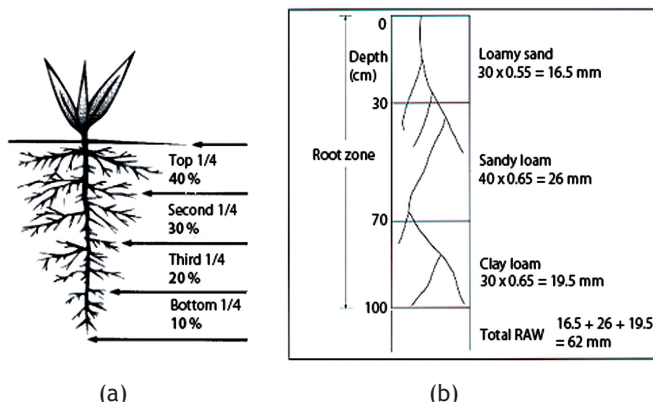 Top 1/4
40 %
Second 1/4
30 %
Third 1/4
20 %
Bottom 1/4
10 %
(a)
0
Depth
(cm)
30
Root zone
70
100
Loamy sand
30 x 0.55 = 16.5 mm
Sandy loam
40 x 0.65 = 26 mm
Clay loam
30 x 0.65 = 19.5 mm
Total RAW 16.5 + 26 + 19.5
= 62 mm
(b)